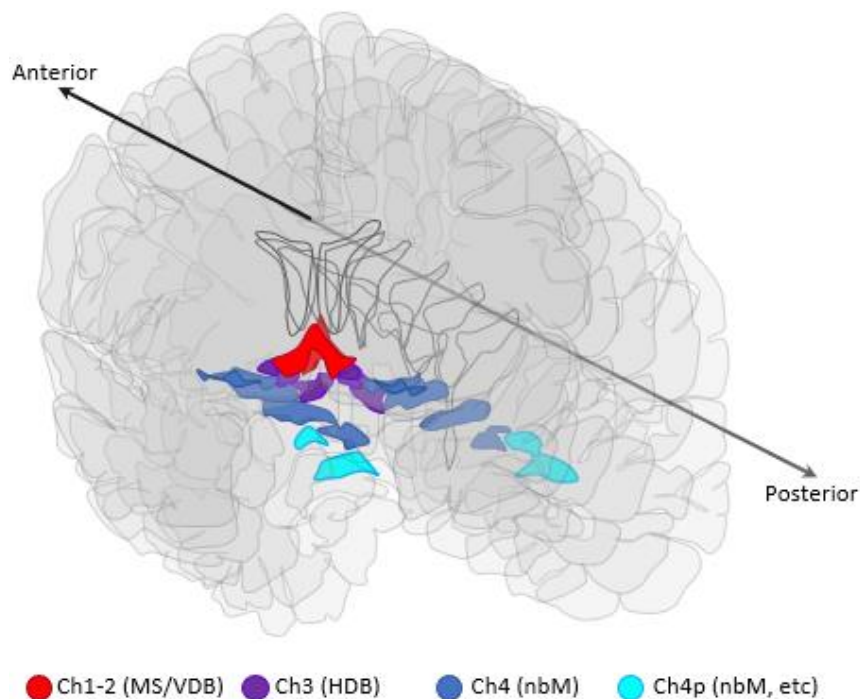 Anterior
Posterior
Ch1-2 (MS/VDB) Ch3 (HDB) Ch4 (nbM) Ch4p (nbM, etc)